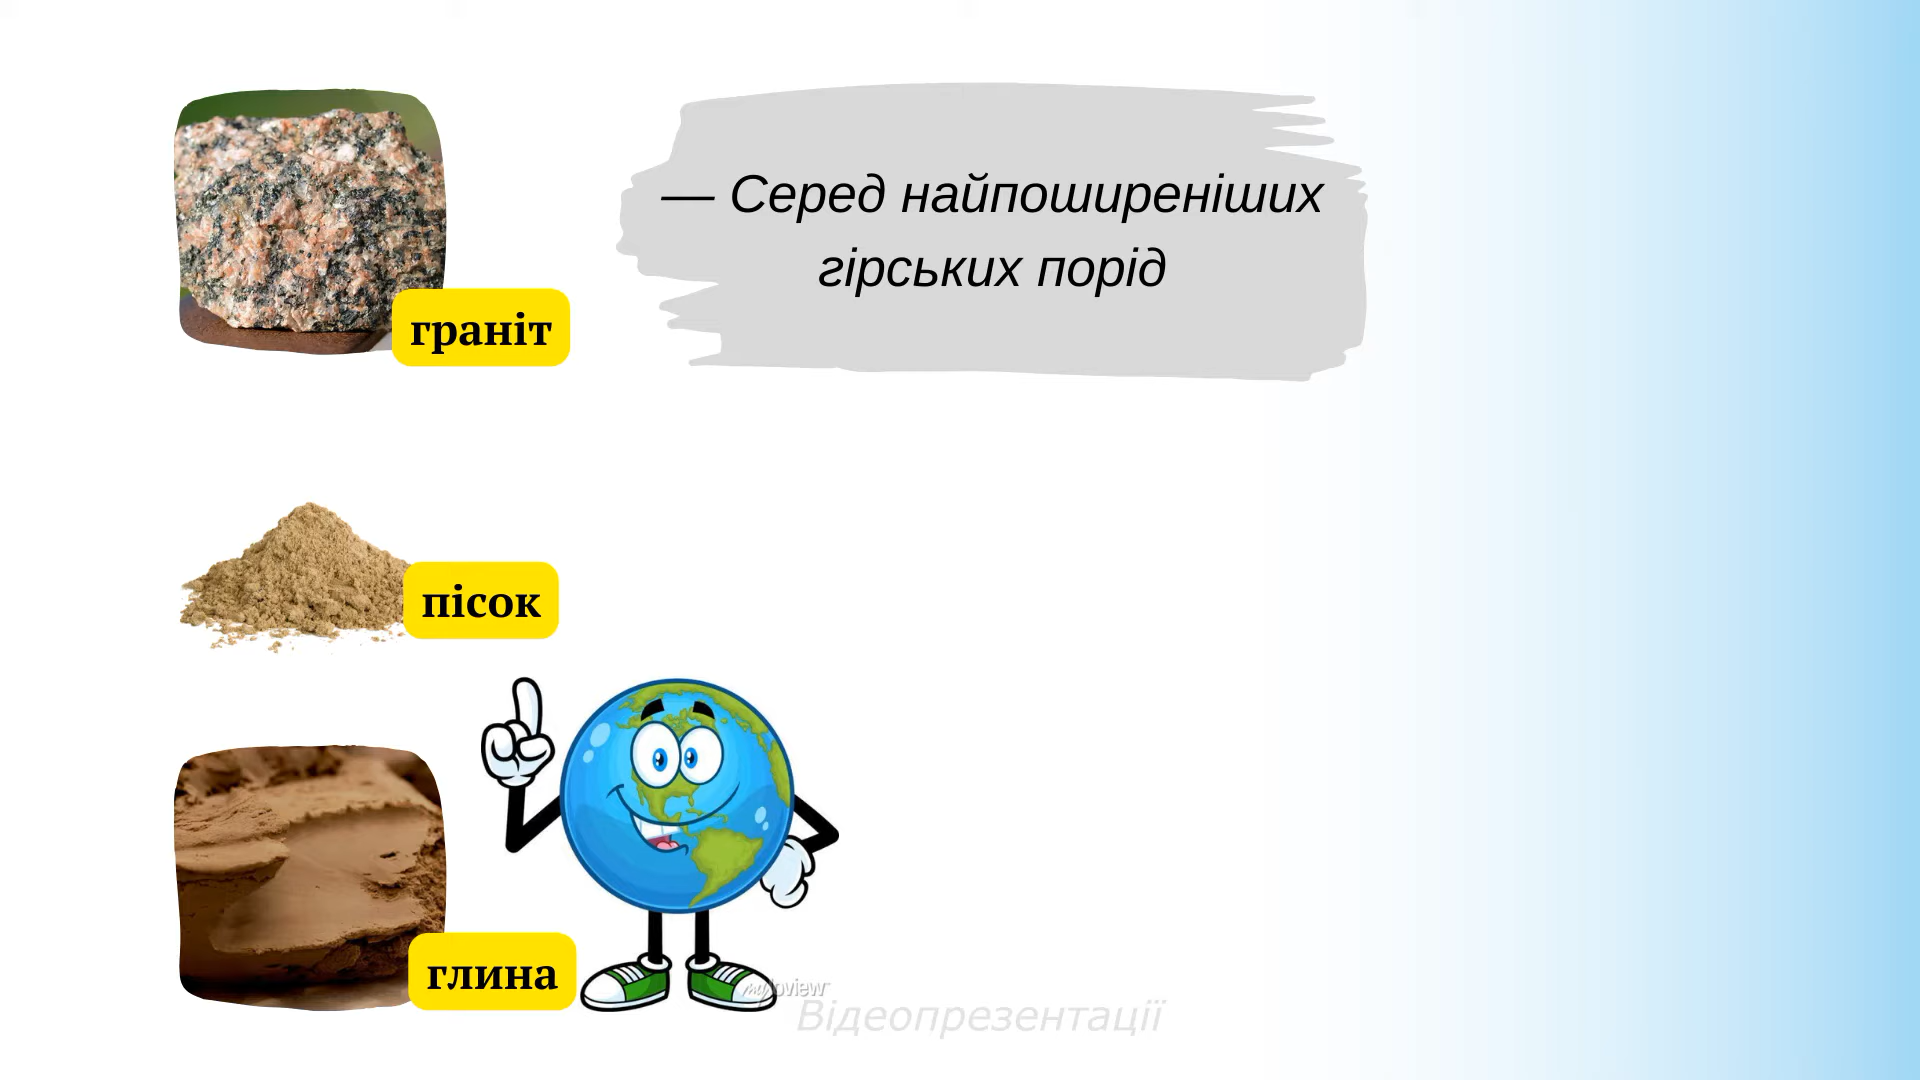 — Серед найпоширеніших
гірських порід
граніт
пісок
глина
Відеопрезентації